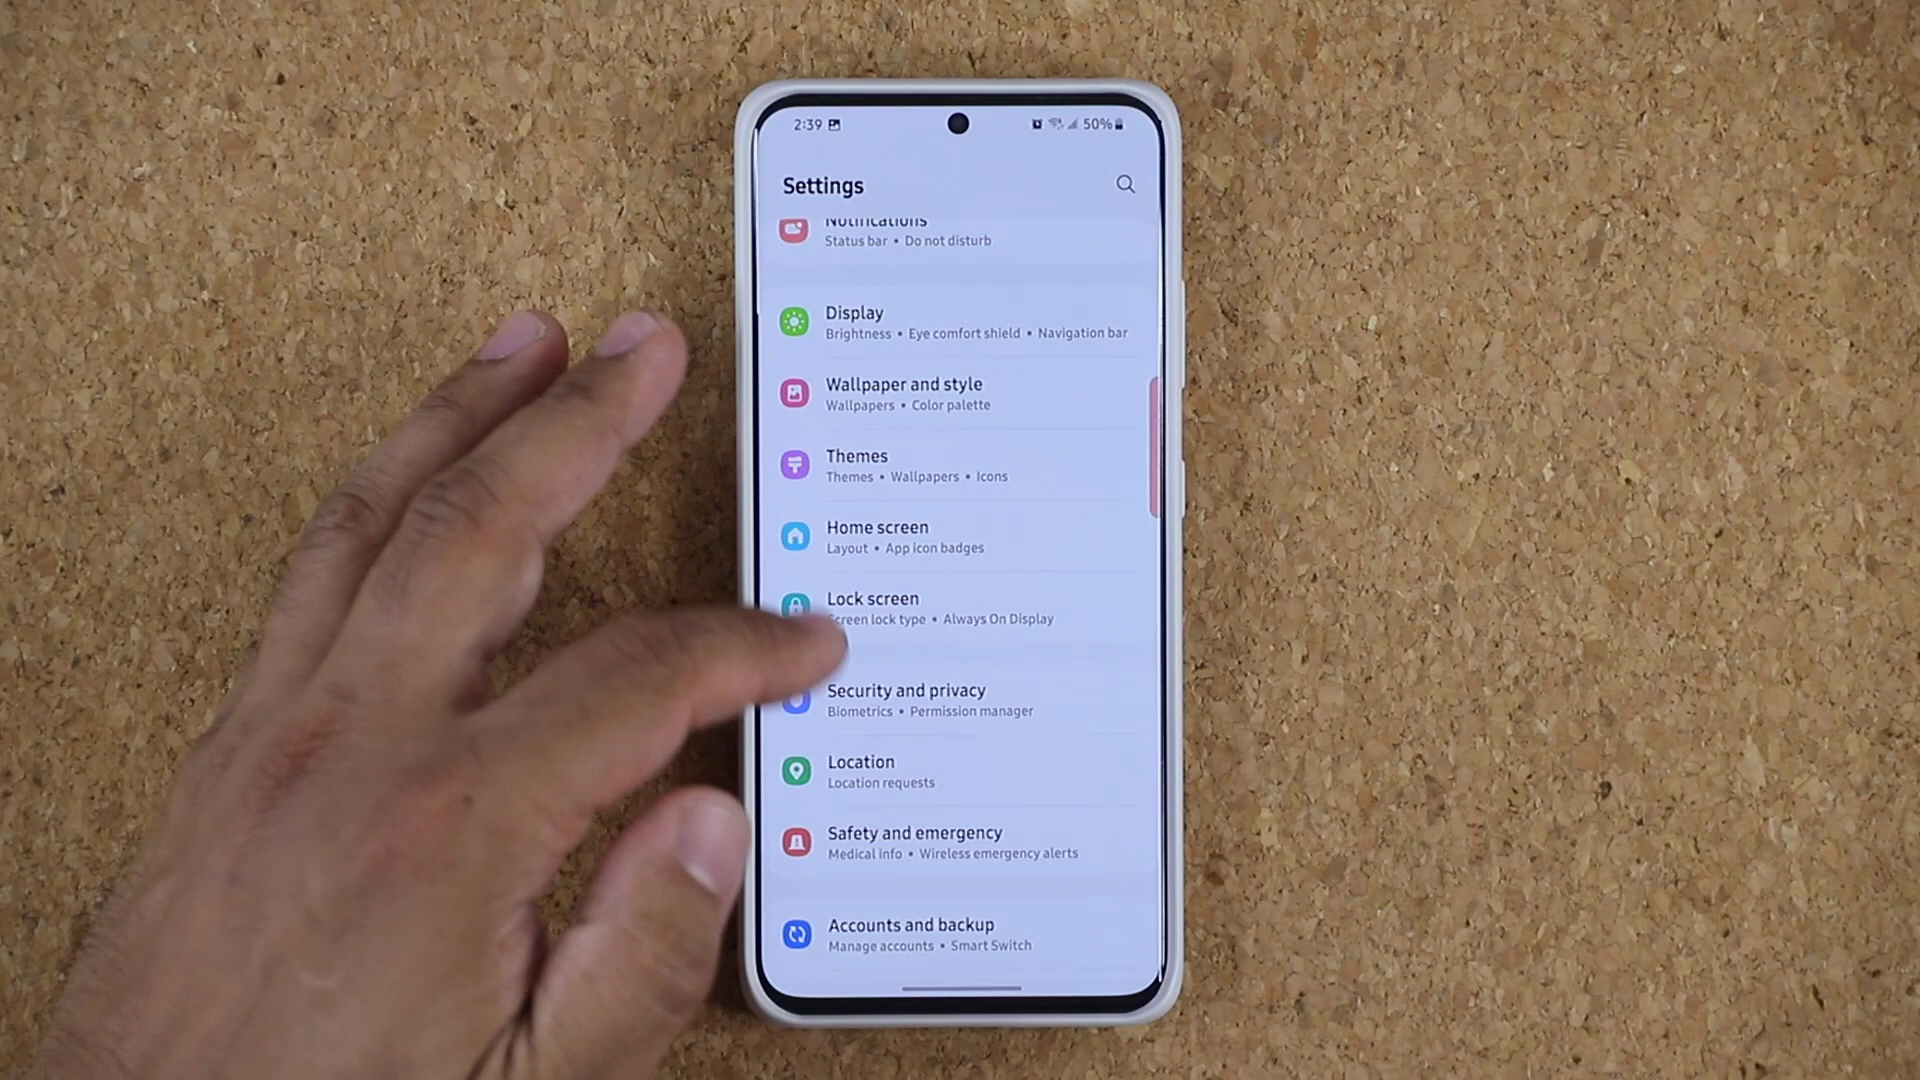 2:39 50%
Settings
Notifications
Status bar • Do not disturb
Display
Brightness • Eye comfort shield • Navigation bar
Wallpaper and style
Wallpapers • Color palette
Themes
Themes • Wallpapers • Icons
Home screen
Layout • App icon badges
Lock screen
Screen lock type • Always On Display
Security and privacy
Biometrics • Permission manager
Location
Location requests
Safety and emergency
Medical info • Wireless emergency alerts
Accounts and backup
Manage accounts • Smart Switch